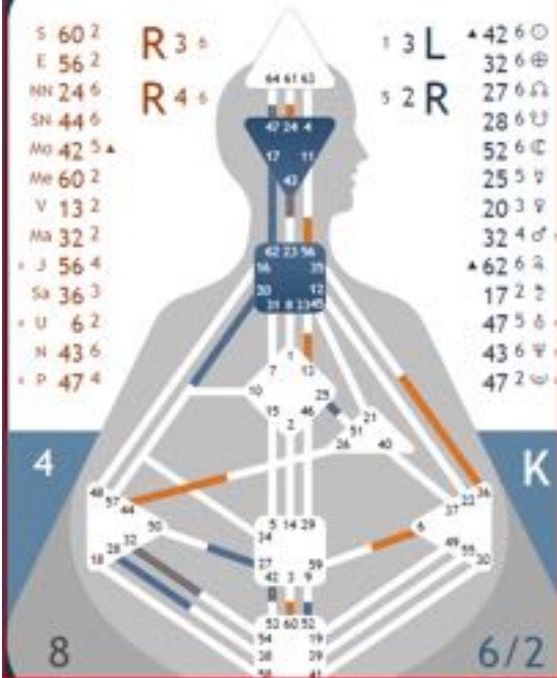 S 60 2
E 56 2
NN 24 6
SN 44 6
Mo 42 5 ▲
Me 60 2
V 13 2
Ma 32 2
J 56 4
Sa 36 3
U 6 2
N 43 6
P 47 4
R 3 6
R 4 6
1 3 L
5 2 R
▲ 42 6 ☉
32 6 ⊕
27 6 ☊
28 6 ☋
52 6 ☾
25 5 ☿
20 3 ♀
32 4 ♂
▲ 62 6 ♃
17 2 ♄
47 5 ♅
43 6 ♆
47 2 ♇
64 61 63
47 24 4
17 11
43
62 23 56
16 35
20 12
31 8 33 45
1
7 13
10 25
15 46
2
21
51
26 40
48
57
44
50
32
28
18
5 14 29
34
27 59
42 3 9
36
22
37
6
49
55
30
53 60 52
54 19
38 39
58 41
4
K
8
6/2